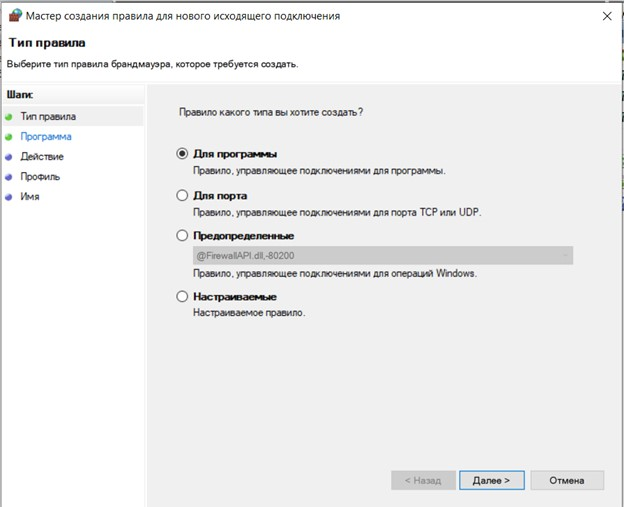 Мастер создания правила для нового исходящего подключения
Тип правила
Выберите тип правила брандмауэра, которое требуется создать.
Шаги:
Тип правила
Программа
Действие
Профиль
Имя
Правило какого типа вы хотите создать?
Для программы
Правило, управляющее подключениями для программы.
Для порта
Правило, управляющее подключениями для порта TCP или UDP.
Предопределенные
@FirewallAPI.dll,-80200
Правило, управляющее подключениями для операций Windows.
Настраиваемые
Настраиваемое правило.
< Назад
Далее >
Отмена